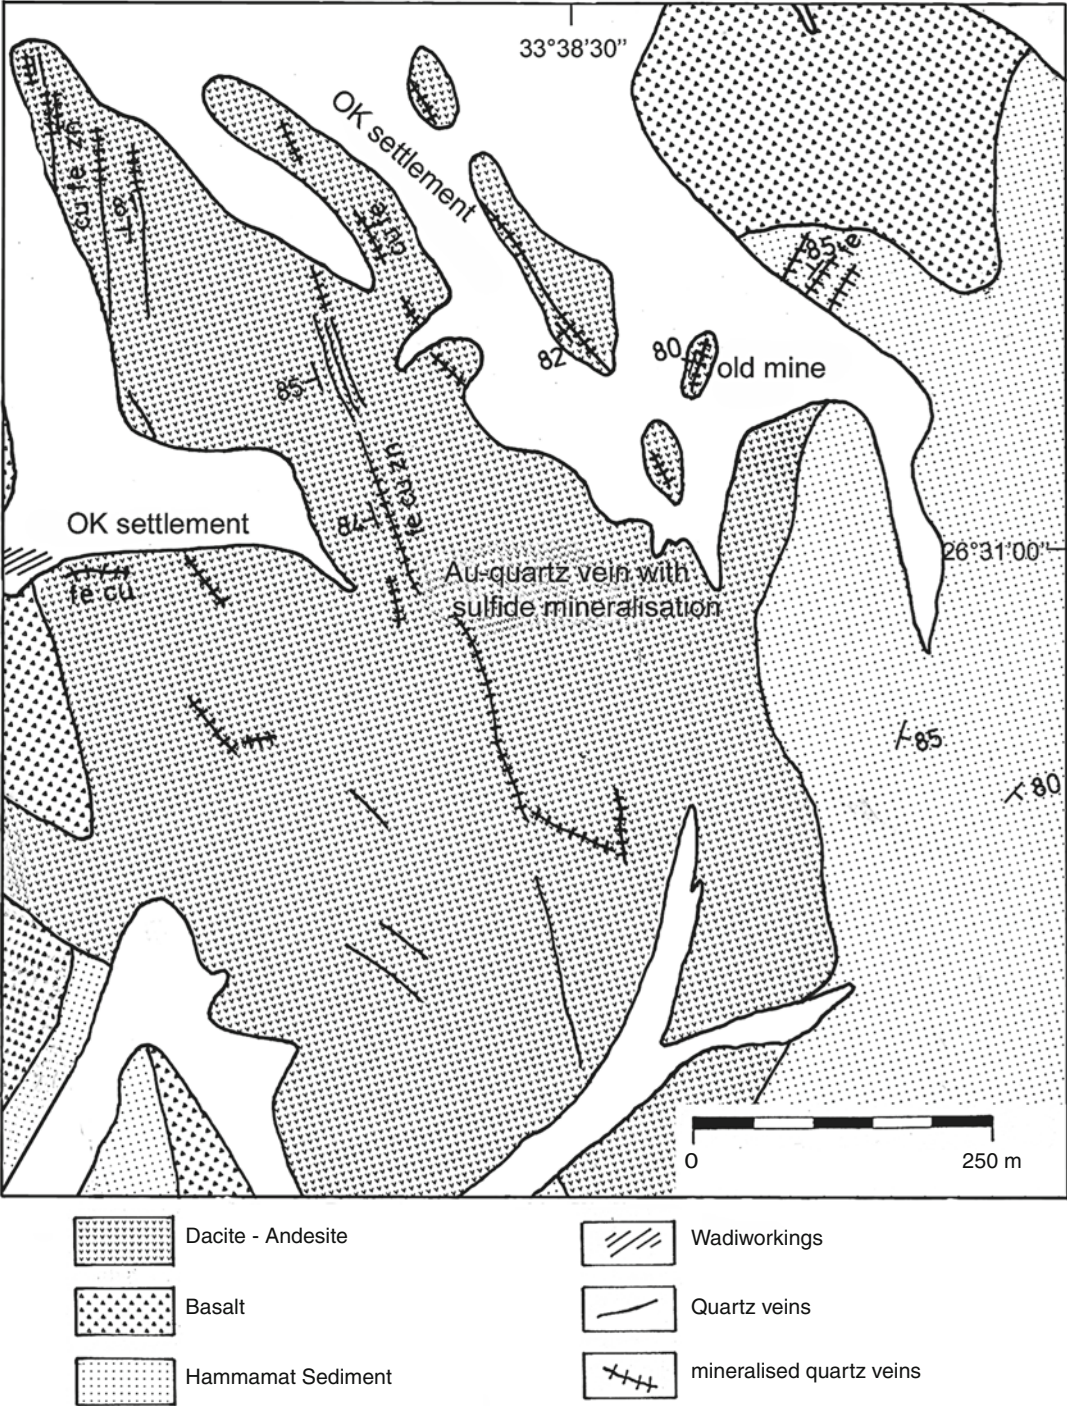 33°38'30”
OK settlement
cu fe zn
81
cu fe
85 fe
82
80
old mine
85
fe cu zn
84
OK settlement
26°31'00”
fe cu
Au-quartz vein with
sulfide mineralisation
85
80
0
250 m
Dacite - Andesite
Wadiworkings
Basalt
Quartz veins
Hammamat Sediment
mineralised quartz veins